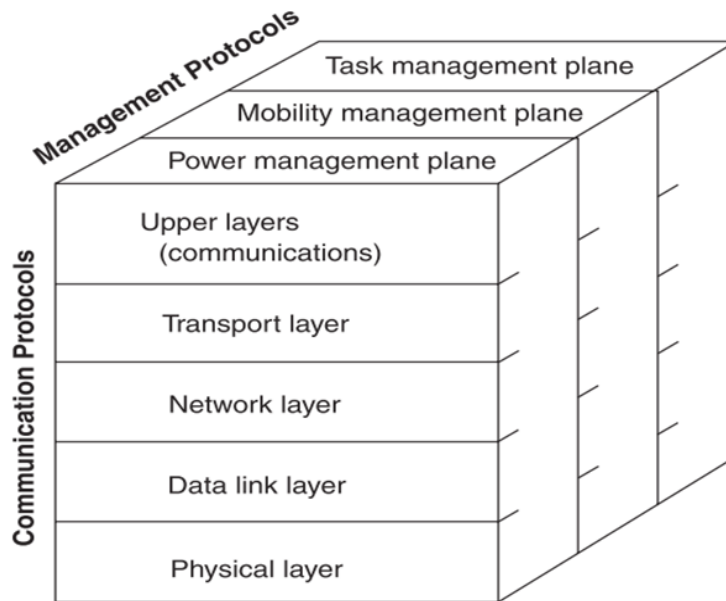 Management Protocols
Task management plane
Mobility management plane
Power management plane
Communication Protocols
Upper layers
(communications)
Transport layer
Network layer
Data link layer
Physical layer